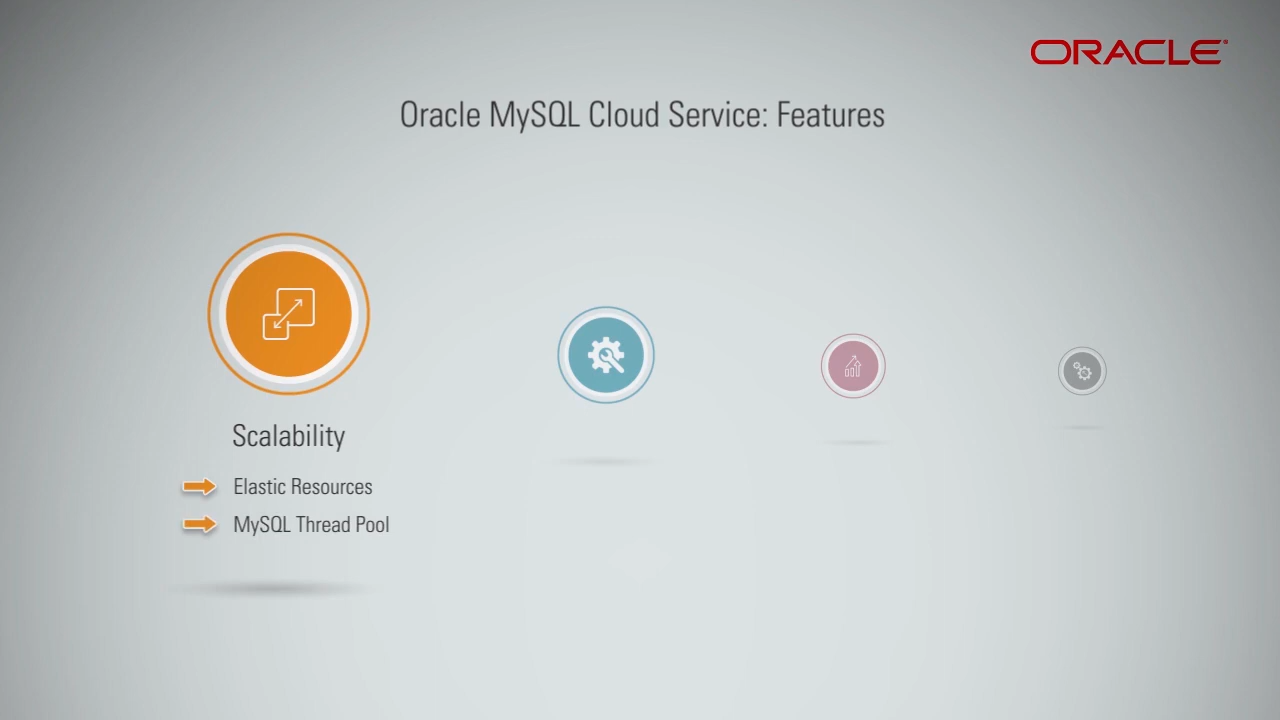 ORACLE
Oracle MySQL Cloud Service: Features
Scalability
Elastic Resources
MySQL Thread Pool